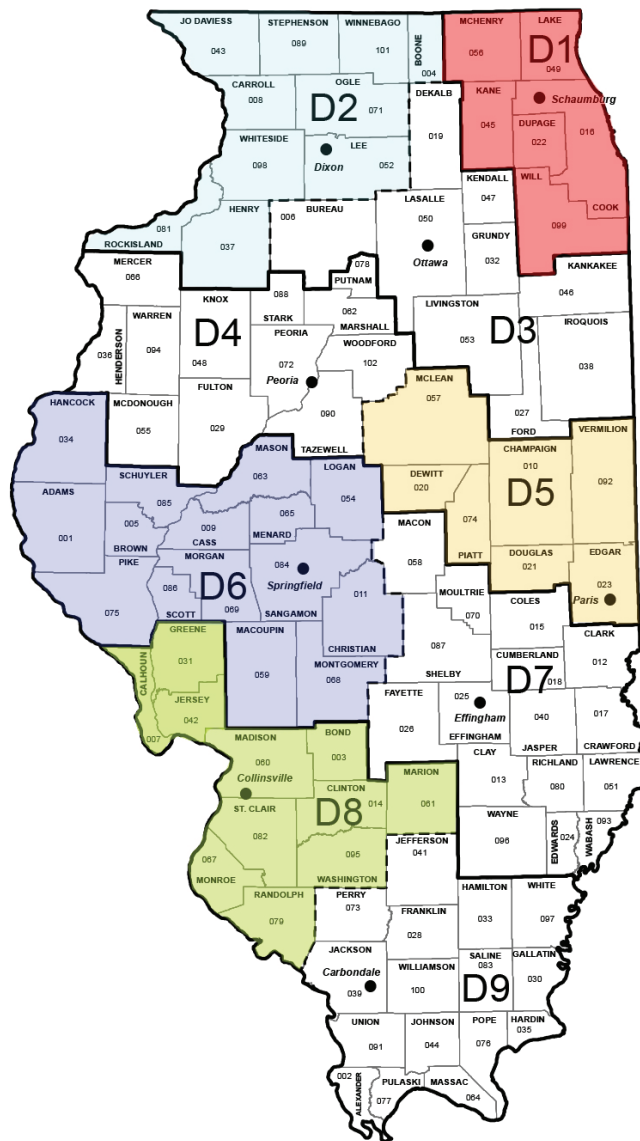 JO DAVIESS
043
STEPHENSON
089
WINNEBAGO
101
BOONE
004
MCHENRY
056
LAKE
049
D1
CARROLL
008
OGLE
071
D2
DEKALB
019
KANE
045
Schaumburg
DUPAGE
022
016
COOK
WHITESIDE
098
Dixon
LEE
052
WILL
099
KENDALL
047
081
ROCKISLAND
HENRY
037
006
BUREAU
LASALLE
050
Ottawa
GRUNDY
032
MERCER
066
078
PUTNAM
KANKAKEE
046
KNOX
048
088
STARK
062
MARSHALL
LIVINGSTON
053
D3
IROQUOIS
038
WARREN
094
D4
036
HENDERSON
PEORIA
072
Peoria
WOODFORD
102
FULTON
029
MCDONOUGH
055
090
TAZEWELL
MCLEAN
057
027
FORD
HANCOCK
034
VERMILION
092
SCHUYLER
085
MASON
063
LOGAN
054
CHAMPAIGN
010
D5
DEWITT
020
ADAMS
001
005
BROWN
009
CASS
065
MENARD
074
PIATT
MACON
058
PIKE
075
MORGAN
069
D6
086
SCOTT
084
Springfield
SANGAMON
011
CHRISTIAN
DOUGLAS
021
EDGAR
023
Paris
MOULTRIE
070
COLES
015
GREENE
031
CALHOUN
007
JERSEY
042
MACOUPIN
059
MONTGOMERY
068
087
SHELBY
CUMBERLAND
018
CLARK
012
D7
FAYETTE
026
025
Effingham
EFFINGHAM
040
JASPER
017
CRAWFORD
MADISON
060
Collinsville
BOND
003
CLAY
013
RICHLAND
080
LAWRENCE
051
ST. CLAIR
082
CLINTON
014
D8
MARION
061
WAYNE
096
EDWARDS
024
WABASH
093
067
MONROE
095
WASHINGTON
JEFFERSON
041
RANDOLPH
079
PERRY
073
HAMILTON
033
WHITE
097
FRANKLIN
028
JACKSON
Carbondale
039
WILLIAMSON
100
SALINE
083
D9
GALLATIN
030
UNION
091
JOHNSON
044
POPE
076
HARDIN
035
002
ALEXANDER
PULASKI
077
MASSAC
064